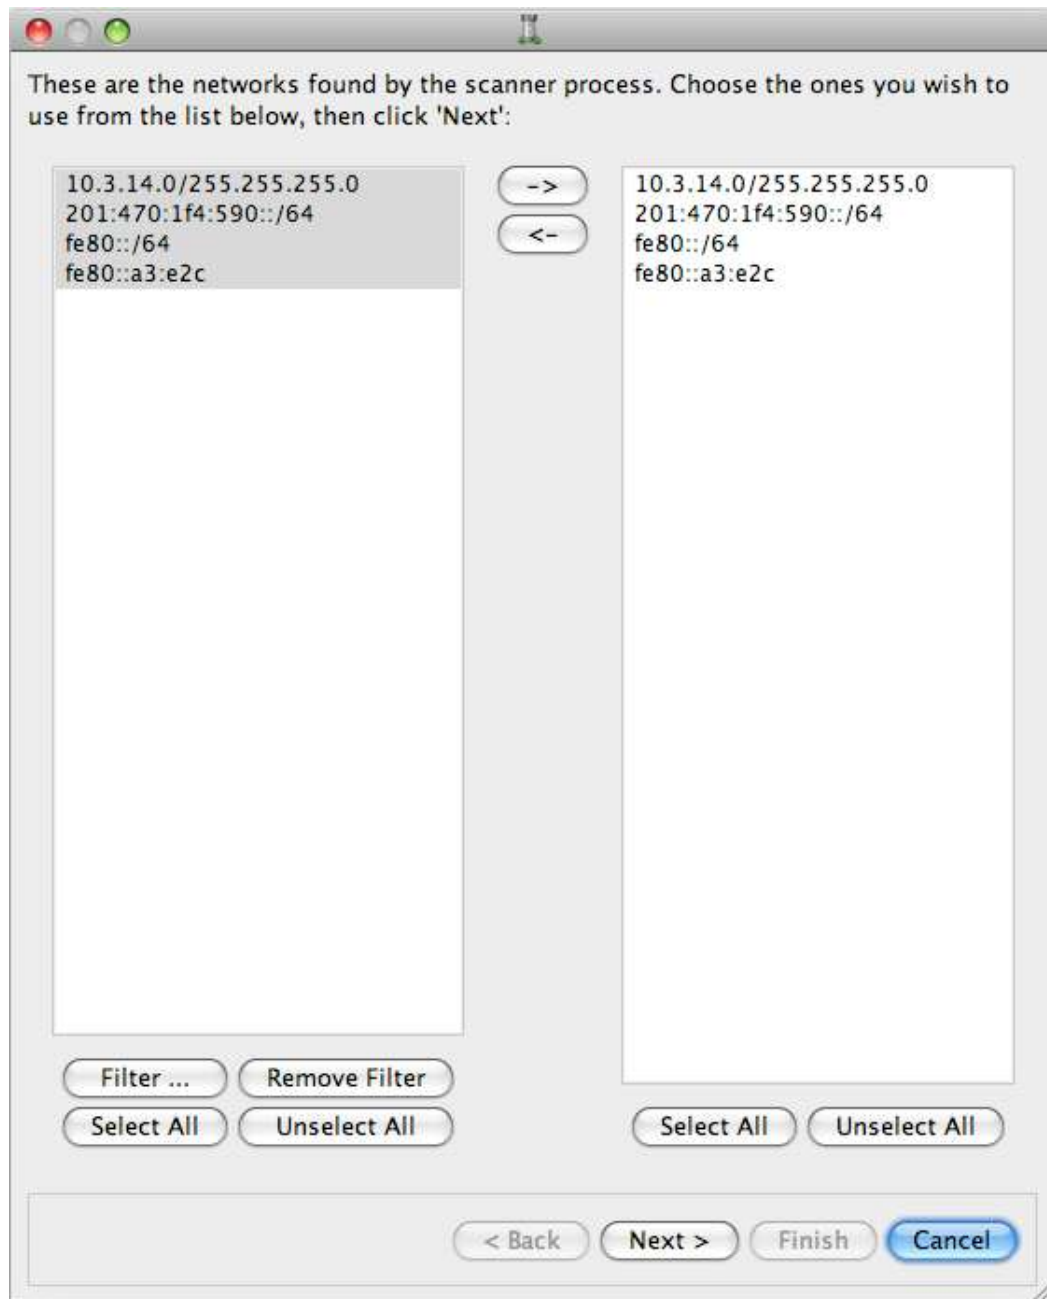 These are the networks found by the scanner process. Choose the ones you wish to
use from the list below, then click 'Next':
10.3.14.0/255.255.255.0
201:470:1f4:590::/64
fe80::/64
fe80::a3:e2c
->
<-
10.3.14.0/255.255.255.0
201:470:1f4:590::/64
fe80::/64
fe80::a3:e2c
Filter ... Remove Filter
Select All Unselect All
Select All Unselect All
< Back Next > Finish Cancel